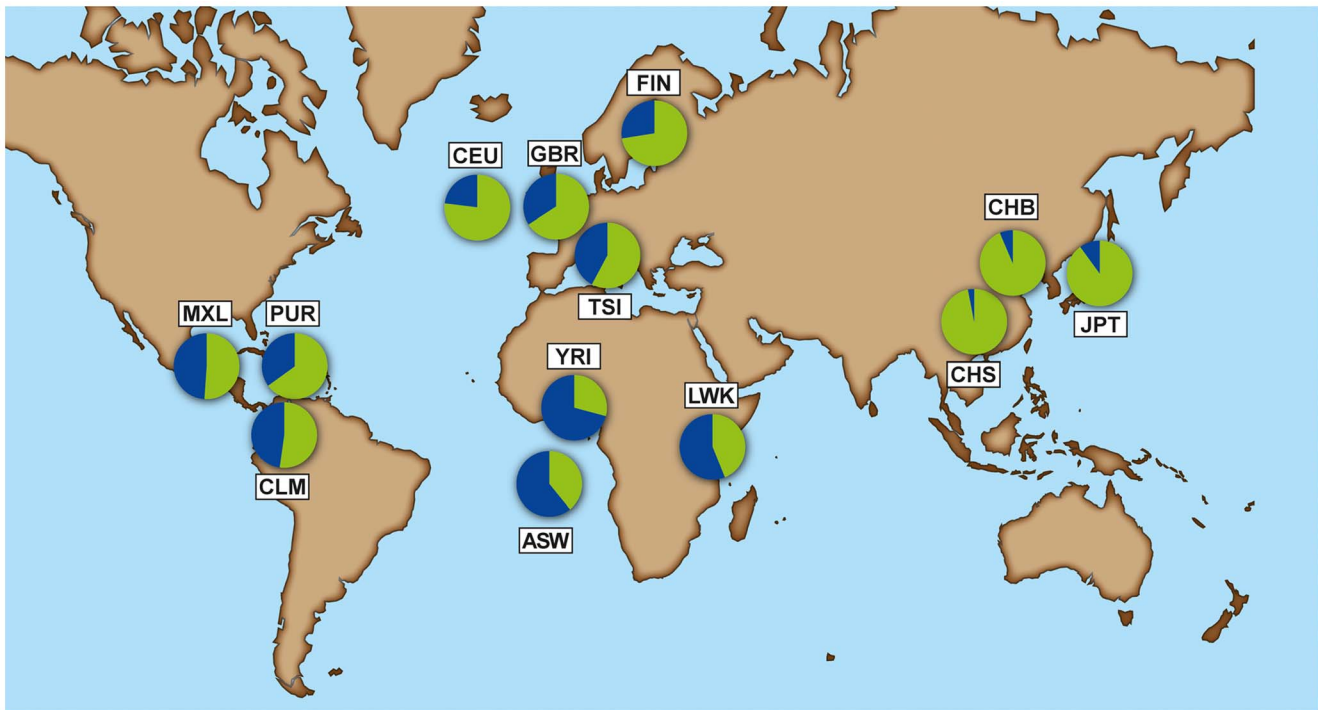 FIN
CEU
GBR
CHB
TSI
MXL
PUR
JPT
YRI
CHS
LWK
CLM
ASW